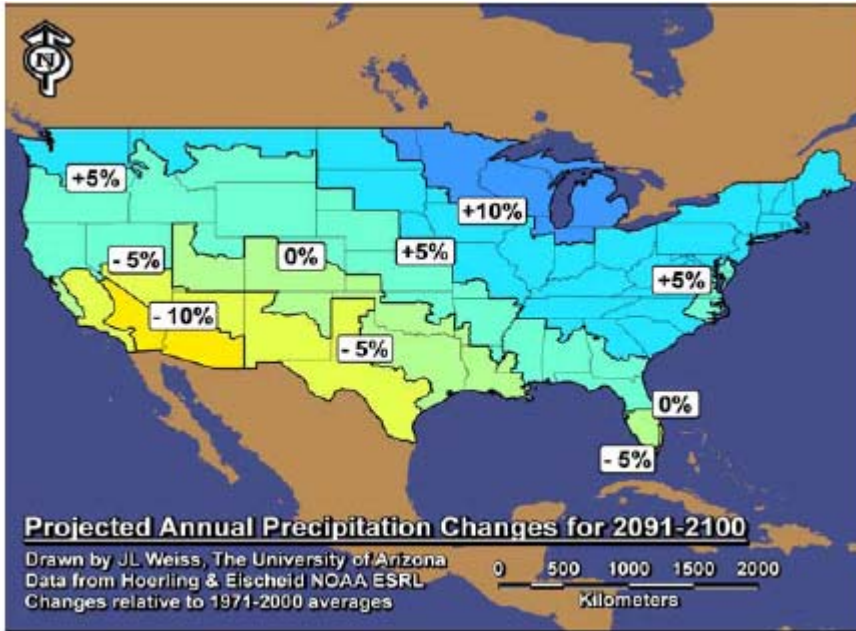 N
+5%
+10%
- 5%
0%
+5%
+5%
- 10%
- 5%
0%
- 5%
Projected Annual Precipitation Changes for 2091-2100
Drawn by JL Weiss, The University of Arizona
Data from Hoerling & Eischeid NOAA ESRL
Changes relative to 1971-2000 averages
0 500 1000 1500 2000
Kilometers